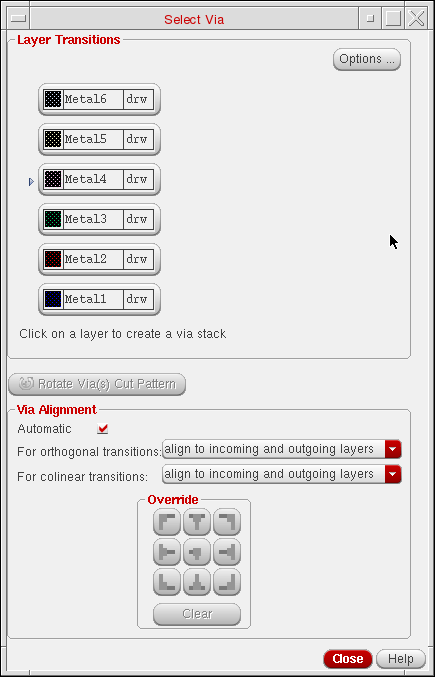 Select Via
Layer Transitions
Options ...
Metal6 drw
Metal5 drw
Metal4 drw
Metal3 drw
Metal2 drw
Metal1 drw
Click on a layer to create a via stack
Rotate Via(s) Cut Pattern
Via Alignment
Automatic
For orthogonal transitions: align to incoming and outgoing layers
For colinear transitions: align to incoming and outgoing layers
Override
Clear
Close Help